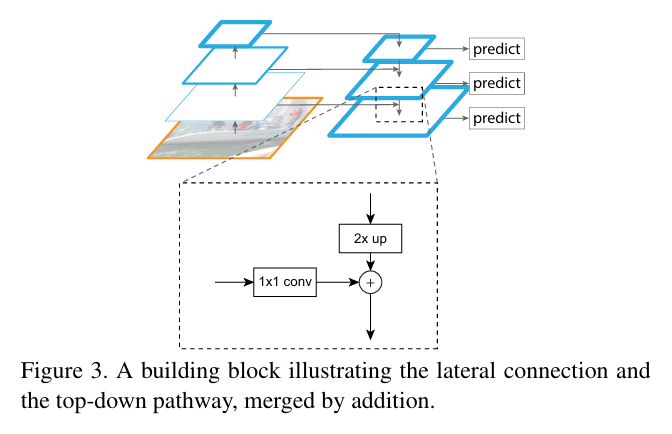 predict
predict
predict
2x up
1x1 conv
+
Figure 3. A building block illustrating the lateral connection and
the top-down pathway, merged by addition.